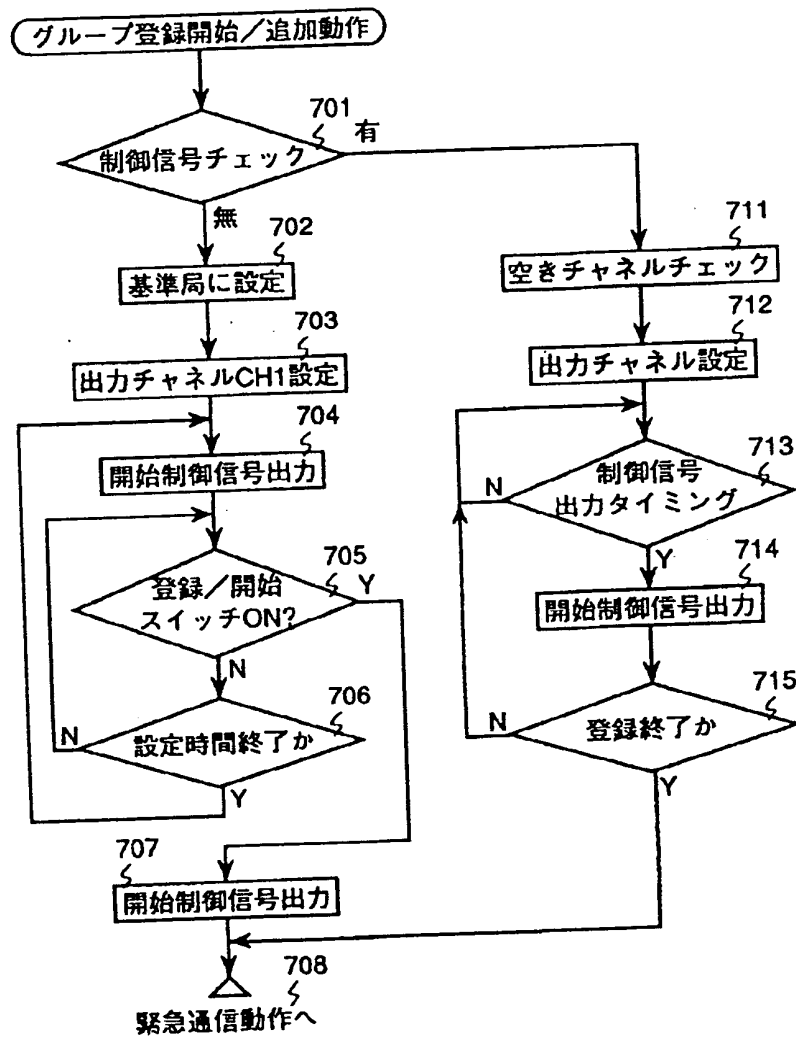 グループ登録開始／追加動作
701
制御信号チェック
有
無
702
基準局に設定
703
出力チャネルCH1設定
704
開始制御信号出力
705
登録／開始
スイッチON?
Y
N
706
設定時間終了か
N
Y
707
開始制御信号出力
708
緊急通信動作へ
711
空きチャネルチェック
712
出力チャネル設定
713
制御信号
出力タイミング
N
Y
714
開始制御信号出力
715
登録終了か
N
Y